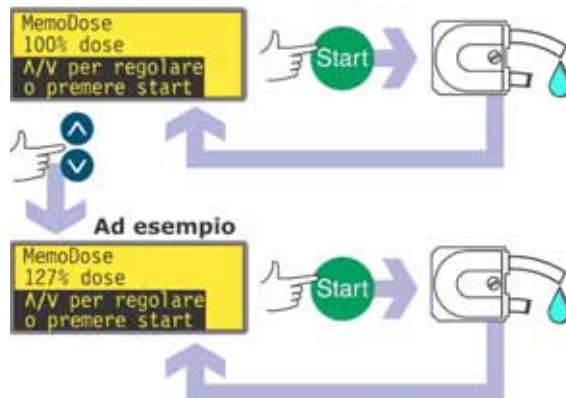 MemoDose
100% dose
Λ/V per regolare
o premere start
Start
Ad esempio
MemoDose
127% dose
Λ/V per regolare
o premere start
Start